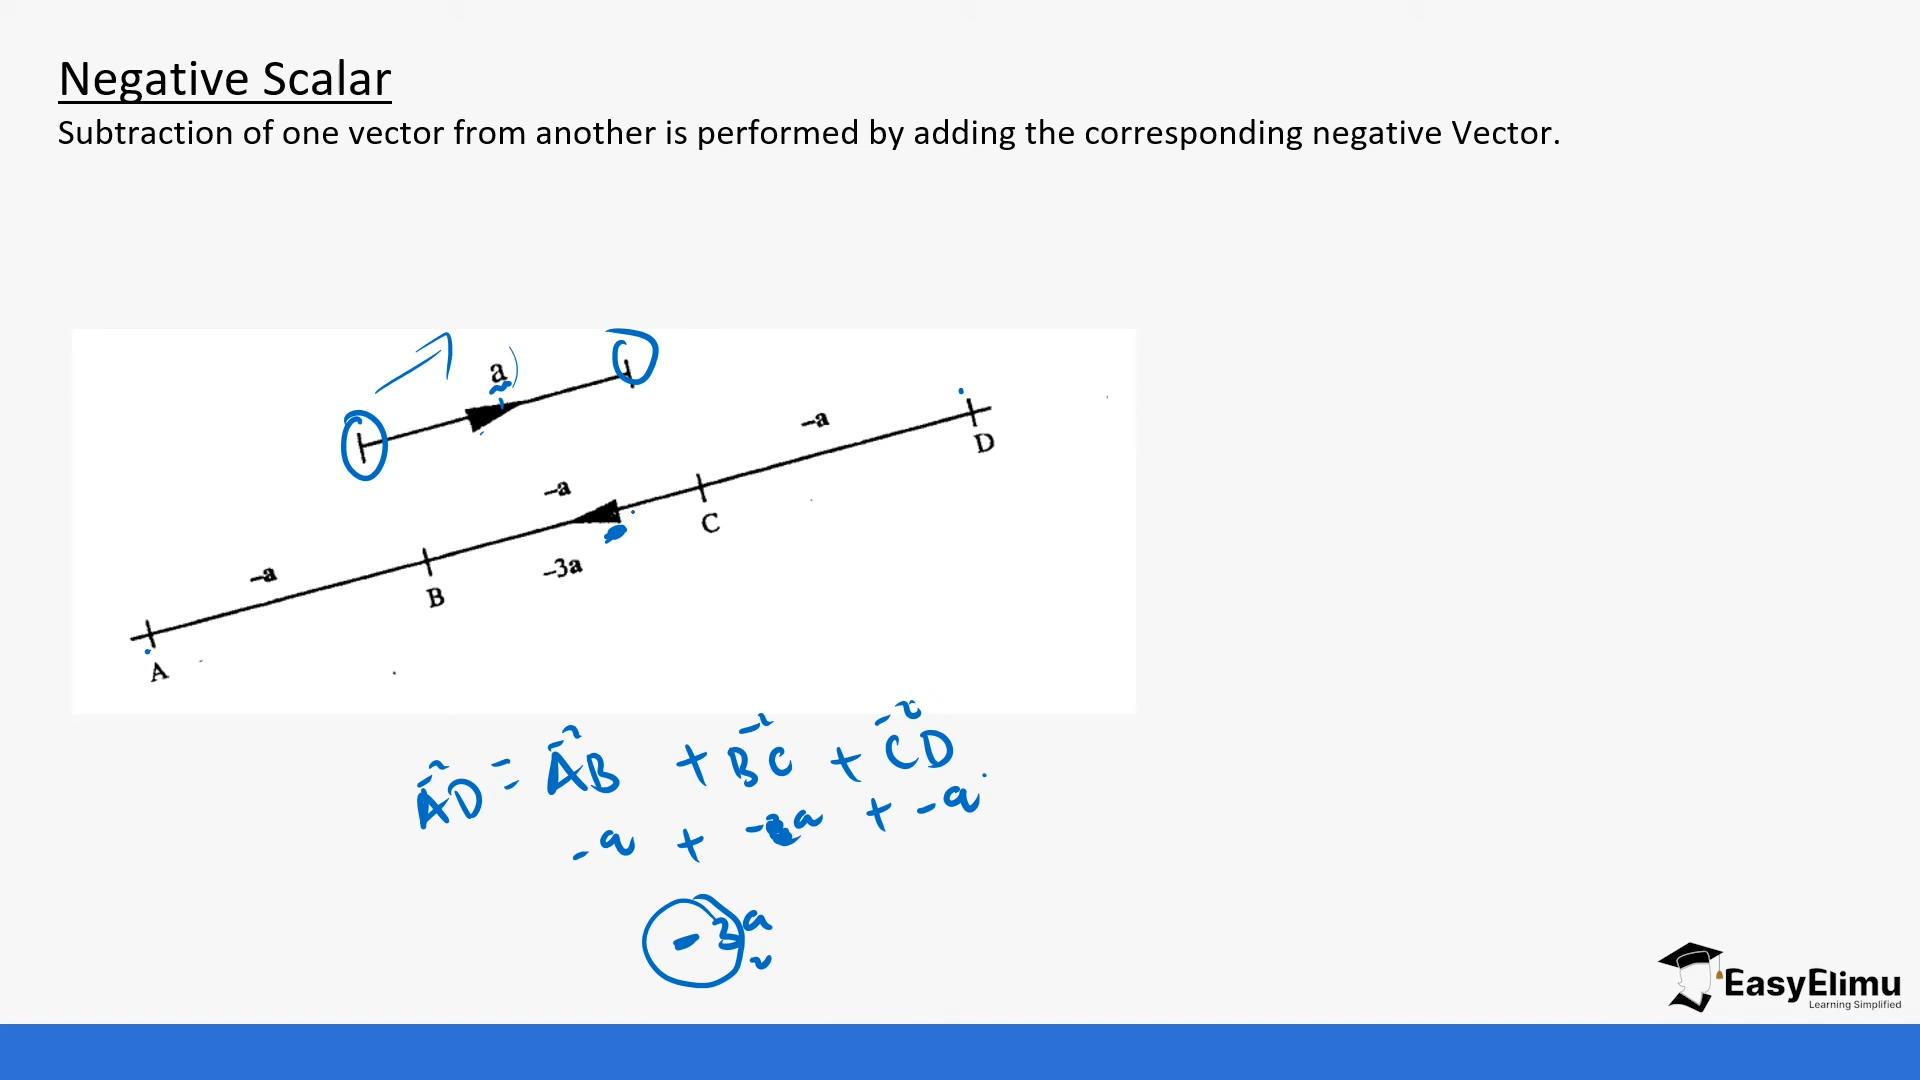 Negative Scalar
Subtraction of one vector from another is performed by adding the corresponding negative Vector.
a
-a
D
-a
C
-3a
-a
B
A
AD = AB + BC + CD
-a + -a + -a
-3a
EasyElimu
Learning Simplified